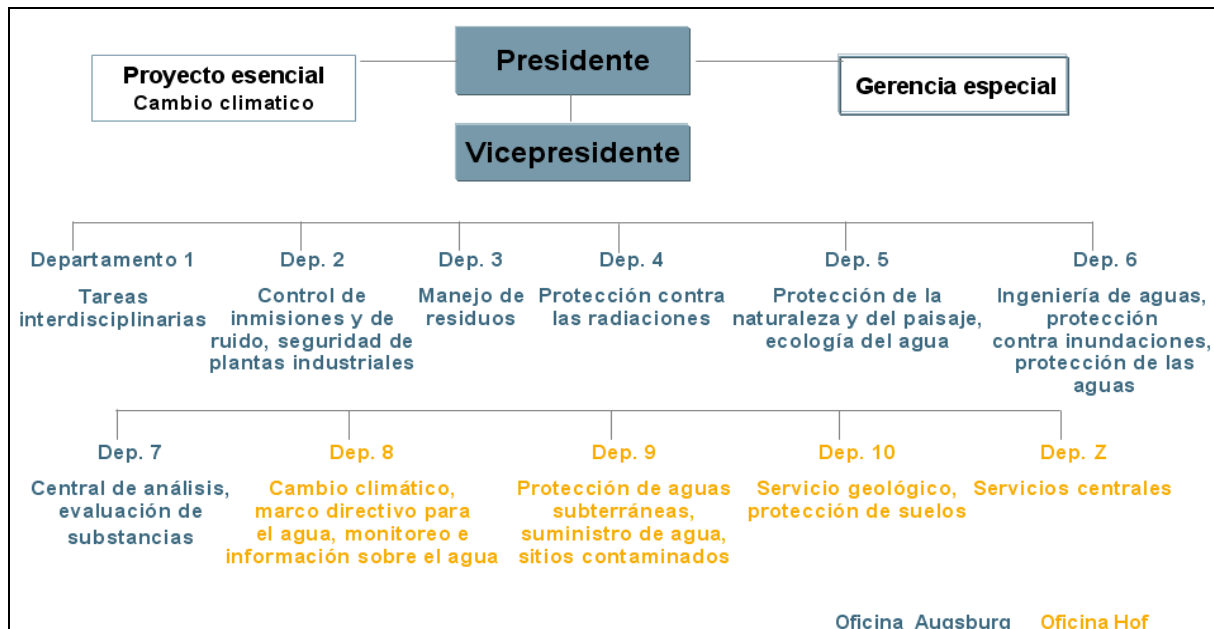 Presidente
Proyecto esencial
Cambio climatico
Gerencia especial
Vicepresidente
Departamento 1
Tareas
interdisciplinarias
Dep. 2
Control de
inmisiones y de
ruido, seguridad de
plantas industriales
Dep. 3
Manejo de
residuos
Dep. 4
Protección contra
las radiaciones
Dep. 5
Protección de la
naturaleza y del paisaje,
ecología del agua
Dep. 6
Ingeniería de aguas,
protección
contra inundaciones,
protección de las
aguas
Dep. 7
Central de análisis,
evaluación de
substancias
Dep. 8
Cambio climático,
marco directivo para
el agua, monitoreo e
información sobre el agua
Dep. 9
Protección de aguas
subterráneas,
suministro de agua,
sitios contaminados
Dep. 10
Servicio geológico,
protección de suelos
Dep. Z
Servicios centrales
Oficina Augsburg
Oficina Hof